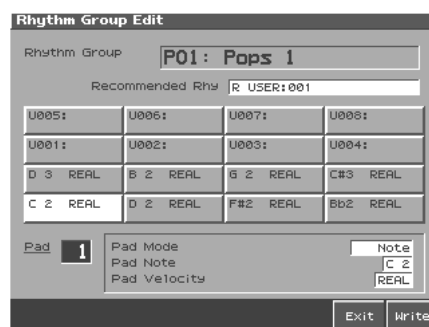 Rhythm Group Edit
Rhythm Group P01: Pops 1
Recommended Rhy R USER:001
U005: U006: U007: U008:
U001: U002: U003: U004:
D 3 REAL B 2 REAL G 2 REAL C#3 REAL
C 2 REAL D 2 REAL F#2 REAL Bb2 REAL
Pad 1 Pad Mode Note
Pad Note C 2
Pad Velocity REAL
Exit Write